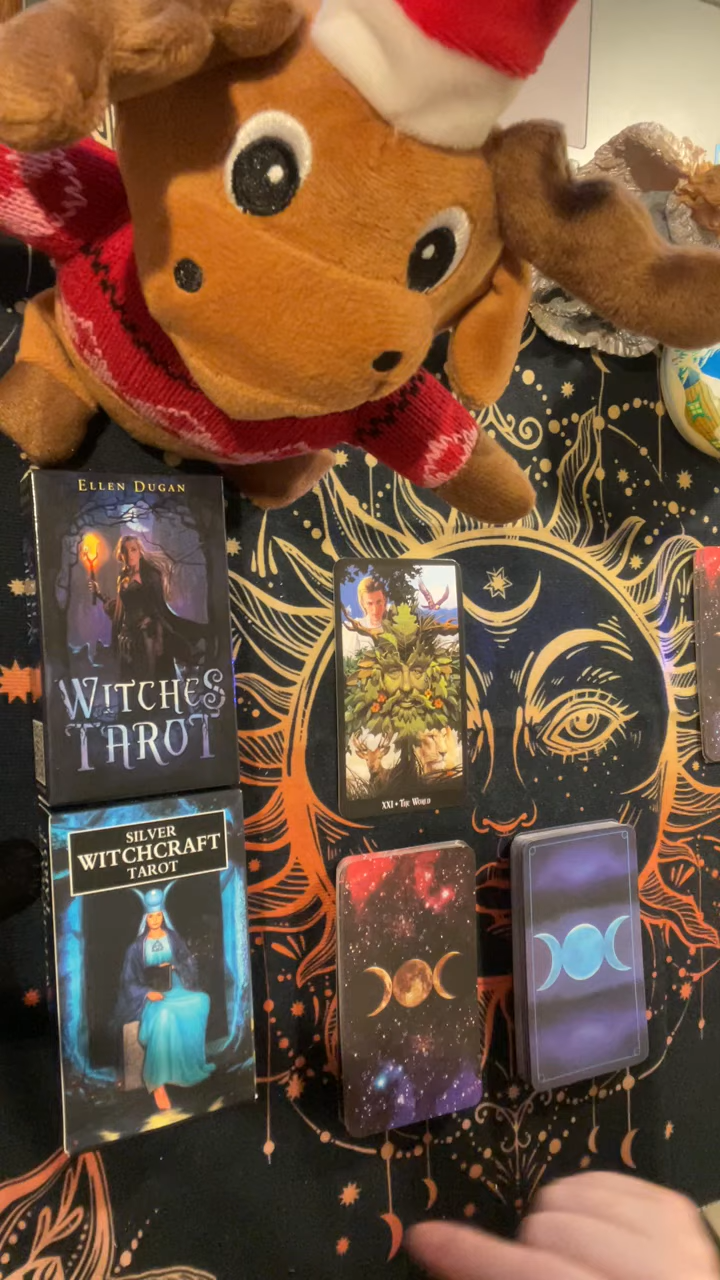 ELLEN DUGAN
WITCHES
TAROT
XXI • THE WORLD
SILVER
WITCHCRAFT
TAROT